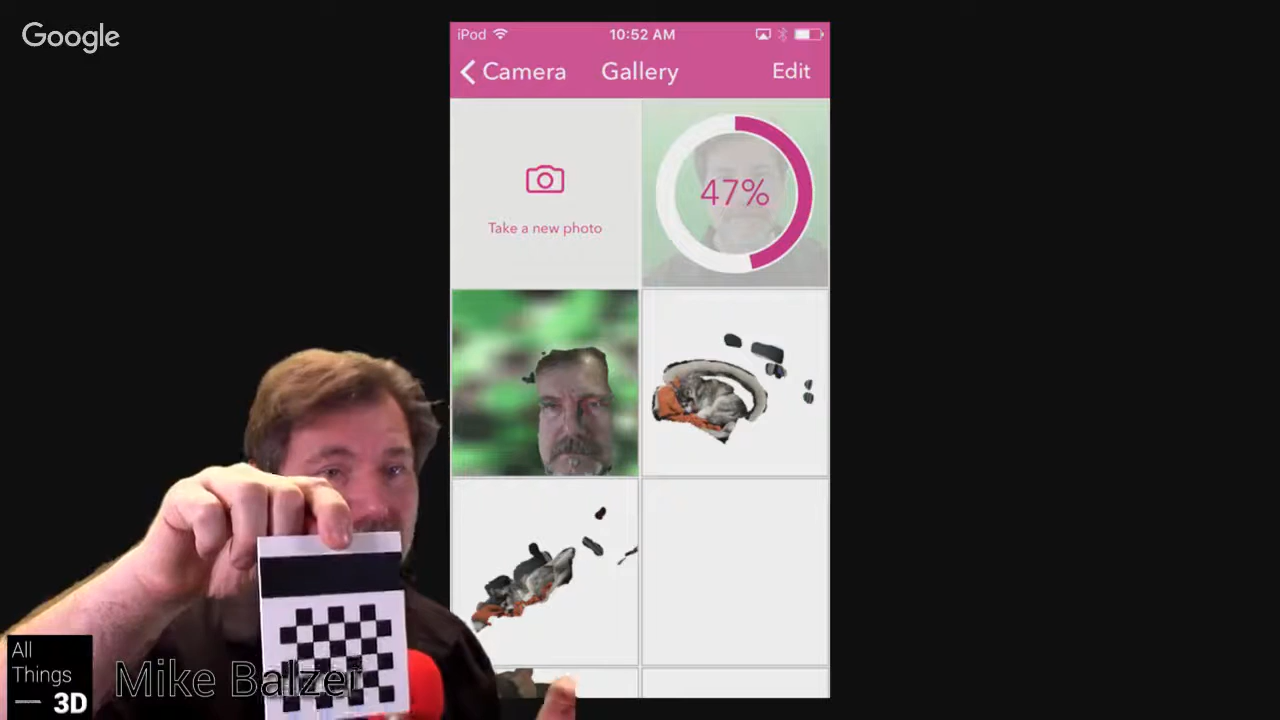 Google
iPod
10:52 AM
Camera
Gallery
Edit
Take a new photo
47%
All
Things
3D
Mike Balzer